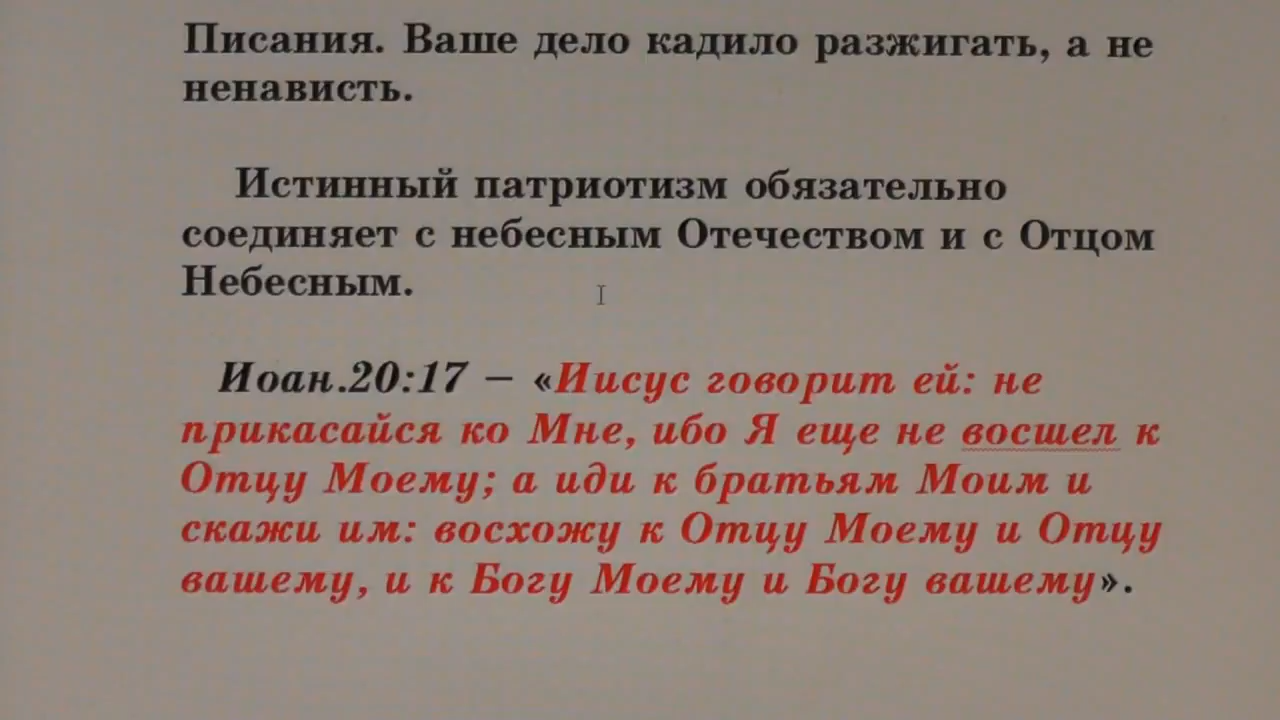 Писания. Ваше дело кадило разжигать, а не
ненависть.
Истинный патриотизм обязательно
соединяет с небесным Отечеством и с Отцом
Небесным.
Иоан.20:17 – «Иисус говорит ей: не
прикасайся ко Мне, ибо Я еще не восшел к
Отцу Моему; а иди к братьям Моим и
скажи им: восхожу к Отцу Моему и Отцу
вашему, и к Богу Моему и Богу вашему».